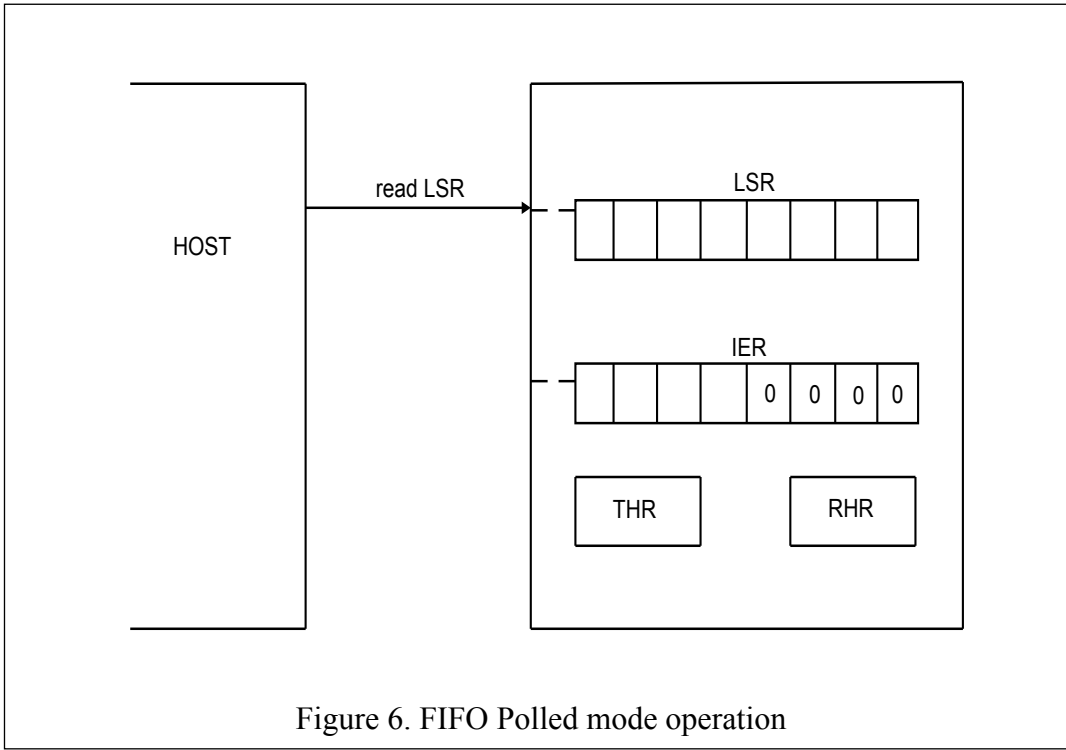 read LSR
LSR
HOST
IER
0 0 0 0
THR RHR
Figure 6. FIFO Polled mode operation